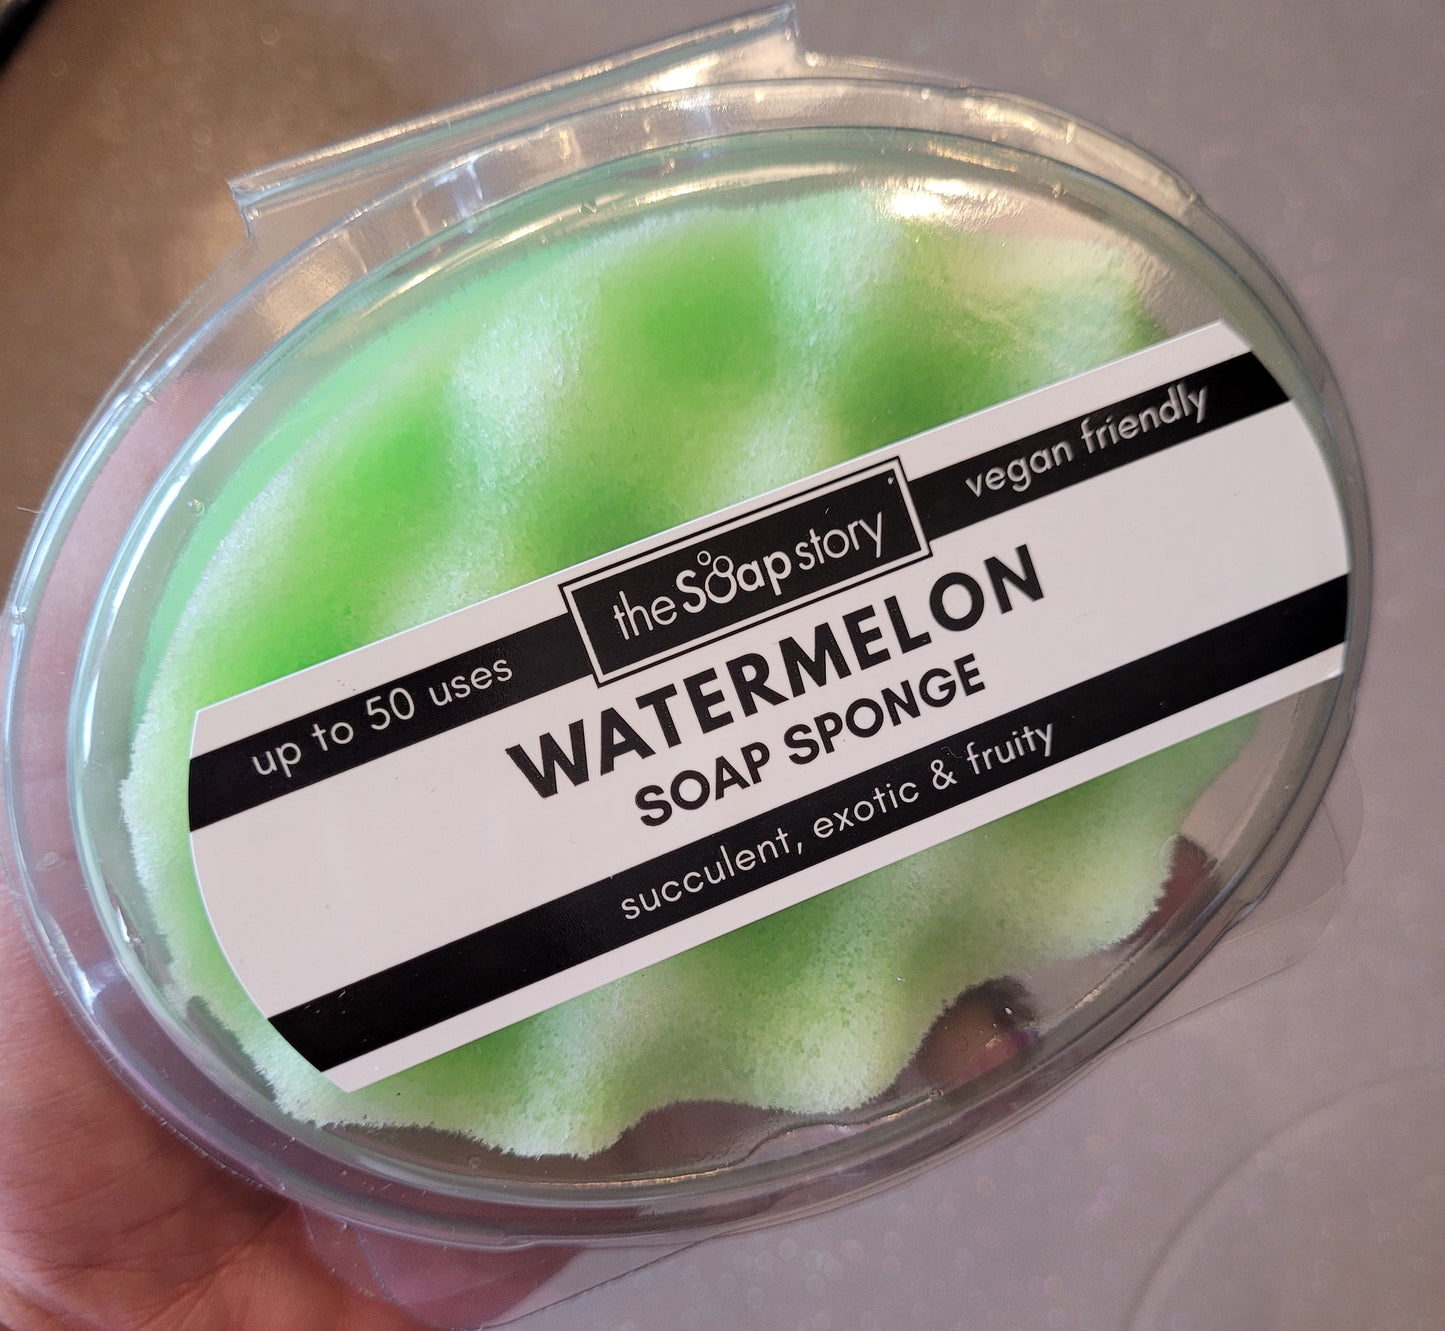 up to 50 uses
the Soap story
vegan friendly
WATERMELON
SOAP SPONGE
succulent, exotic & fruity